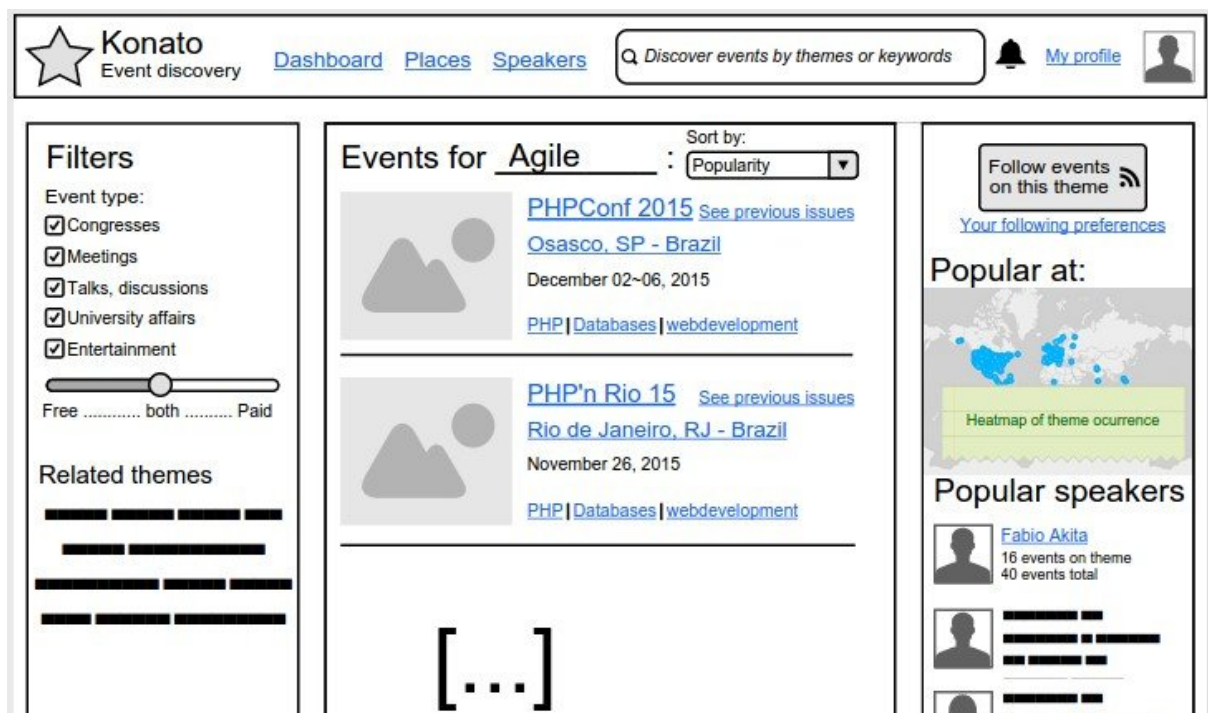 Konato
Event discovery
Dashboard Places Speakers
Discover events by themes or keywords
My profile
Filters
Event type:
Congresses
Meetings
Talks, discussions
University affairs
Entertainment
Free ............ both .......... Paid
Related themes
Events for Agile :
Sort by:
Popularity
PHPConf 2015 See previous issues
Osasco, SP - Brazil
December 02~06, 2015
PHP|Databases|webdevelopment
PHP'n Rio 15 See previous issues
Rio de Janeiro, RJ - Brazil
November 26, 2015
PHP|Databases|webdevelopment
[...]
Follow events
on this theme
Your following preferences
Popular at:
Heatmap of theme ocurrence
Popular speakers
Fabio Akita
16 events on theme
40 events total